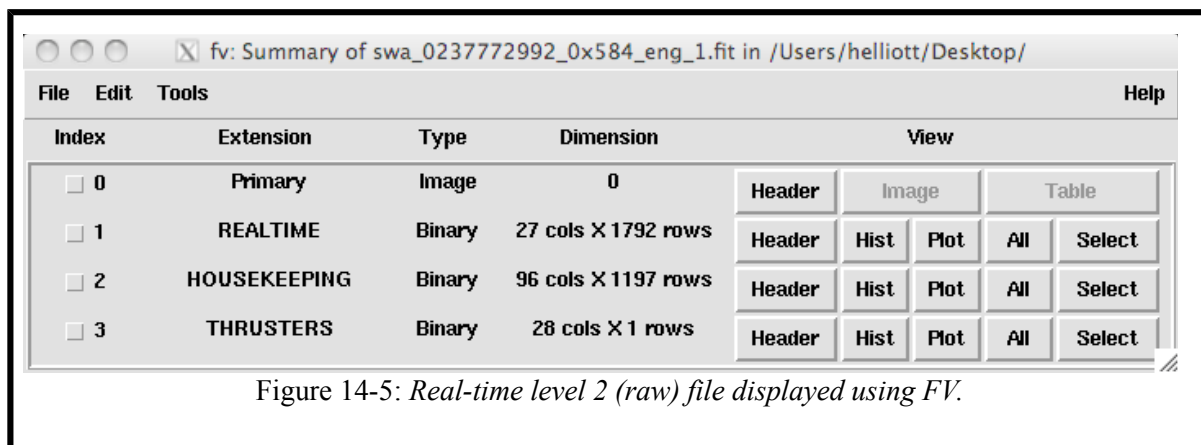 X fv: Summary of swa_0237772992_0x584_eng_1.fit in /Users/helliott/Desktop/
File Edit Tools Help
Index Extension Type Dimension View
0 Primary Image 0 Header Image Table
1 REALTIME Binary 27 cols X 1792 rows Header Hist Plot All Select
2 HOUSEKEEPING Binary 96 cols X 1197 rows Header Hist Plot All Select
3 THRUSTERS Binary 28 cols X 1 rows Header Hist Plot All Select
Figure 14-5: Real-time level 2 (raw) file displayed using FV.